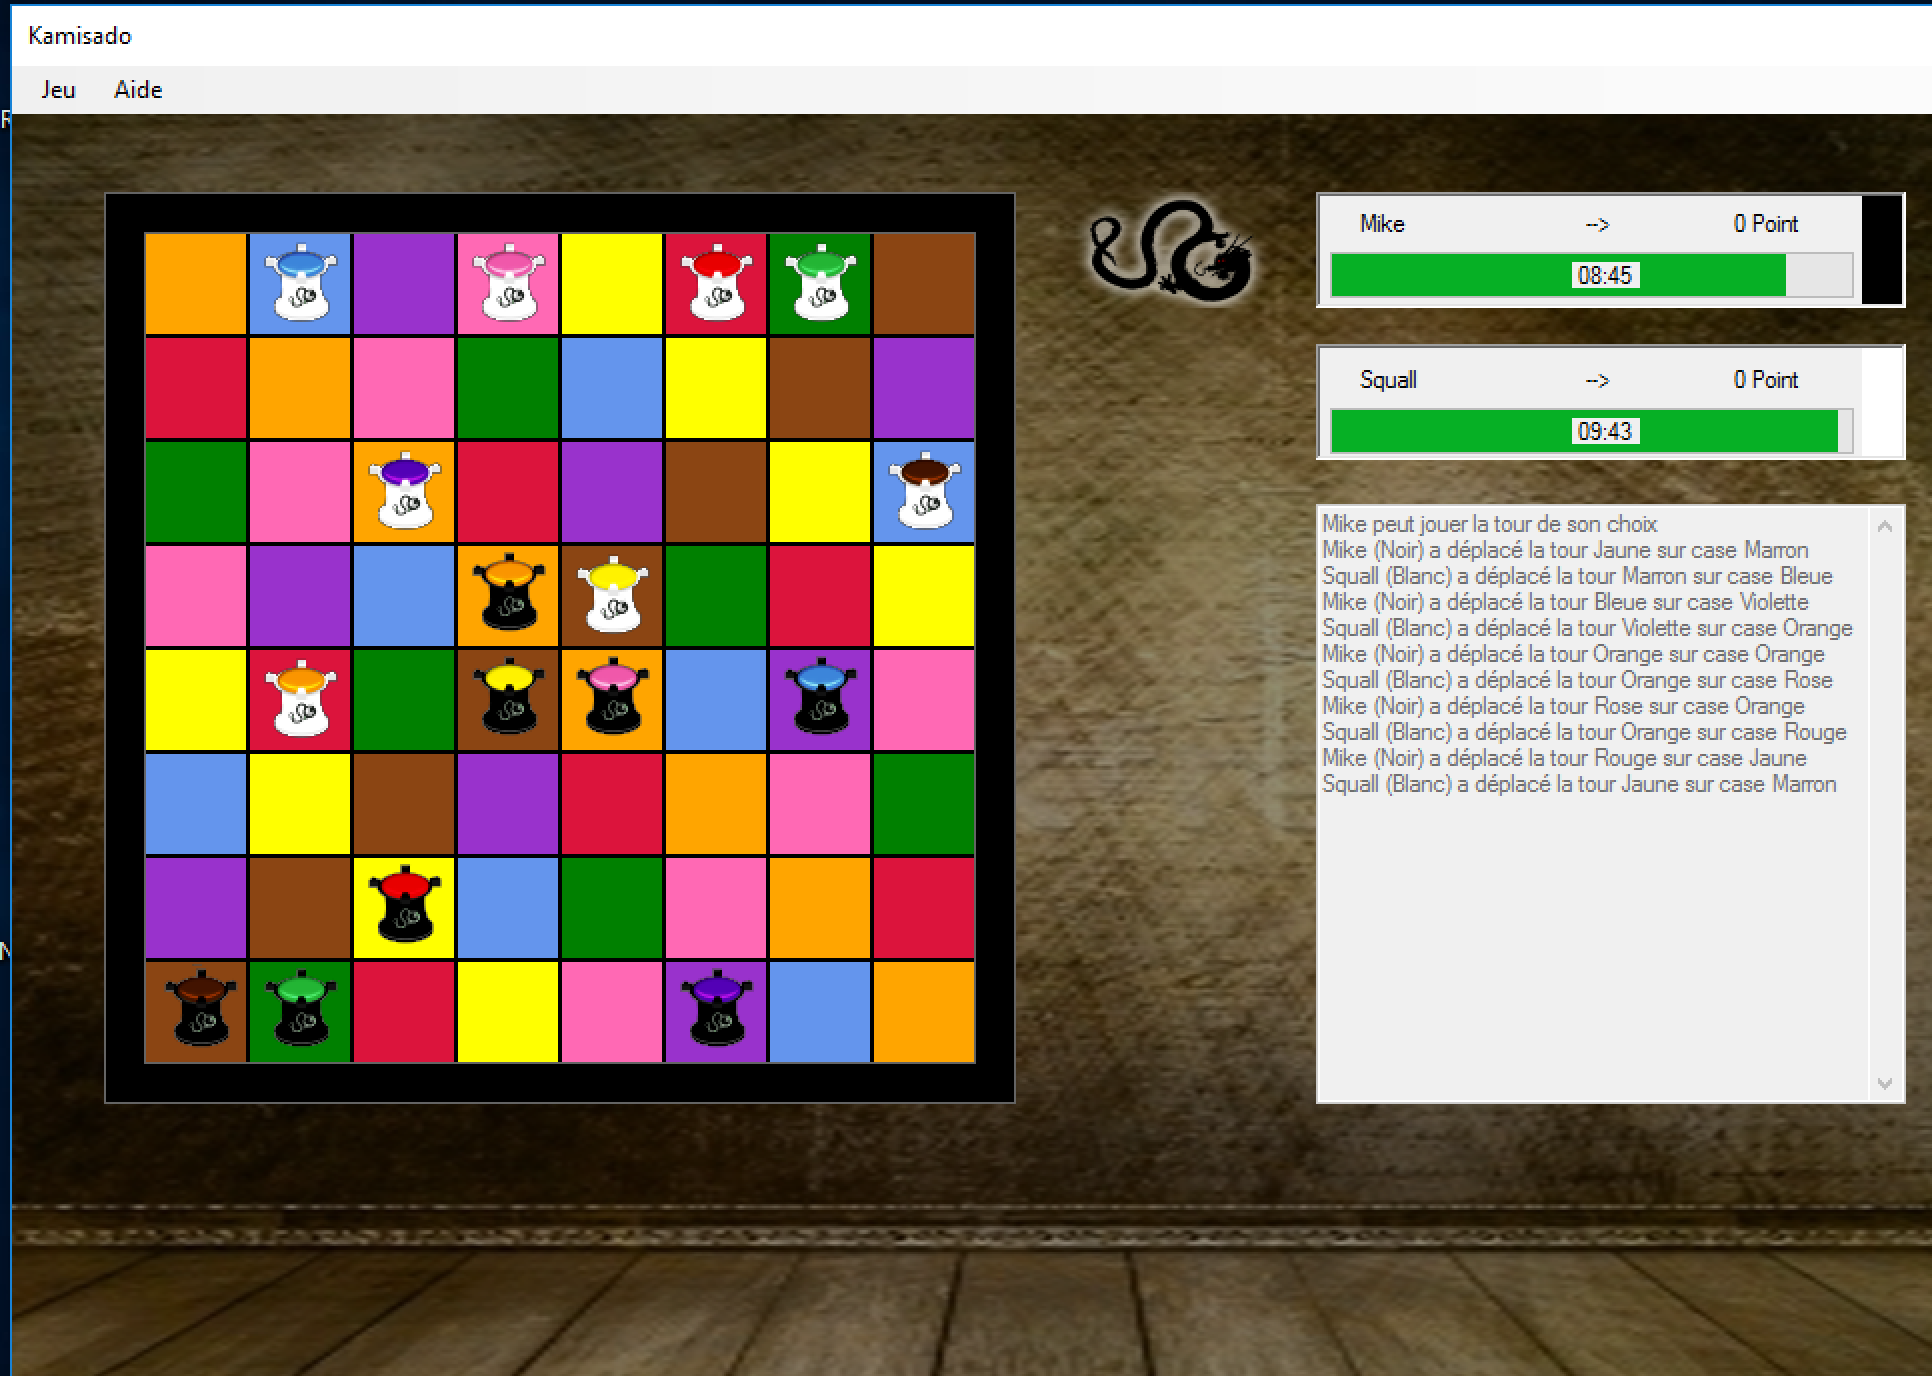 Kamisado
Jeu Aide
Mike --> 0 Point
08:45
Squall --> 0 Point
09:43
Mike peut jouer la tour de son choix
Mike (Noir) a déplacé la tour Jaune sur case Marron
Squall (Blanc) a déplacé la tour Marron sur case Bleue
Mike (Noir) a déplacé la tour Bleue sur case Violette
Squall (Blanc) a déplacé la tour Violette sur case Orange
Mike (Noir) a déplacé la tour Orange sur case Orange
Squall (Blanc) a déplacé la tour Orange sur case Rose
Mike (Noir) a déplacé la tour Rose sur case Orange
Squall (Blanc) a déplacé la tour Orange sur case Rouge
Mike (Noir) a déplacé la tour Rouge sur case Jaune
Squall (Blanc) a déplacé la tour Jaune sur case Marron